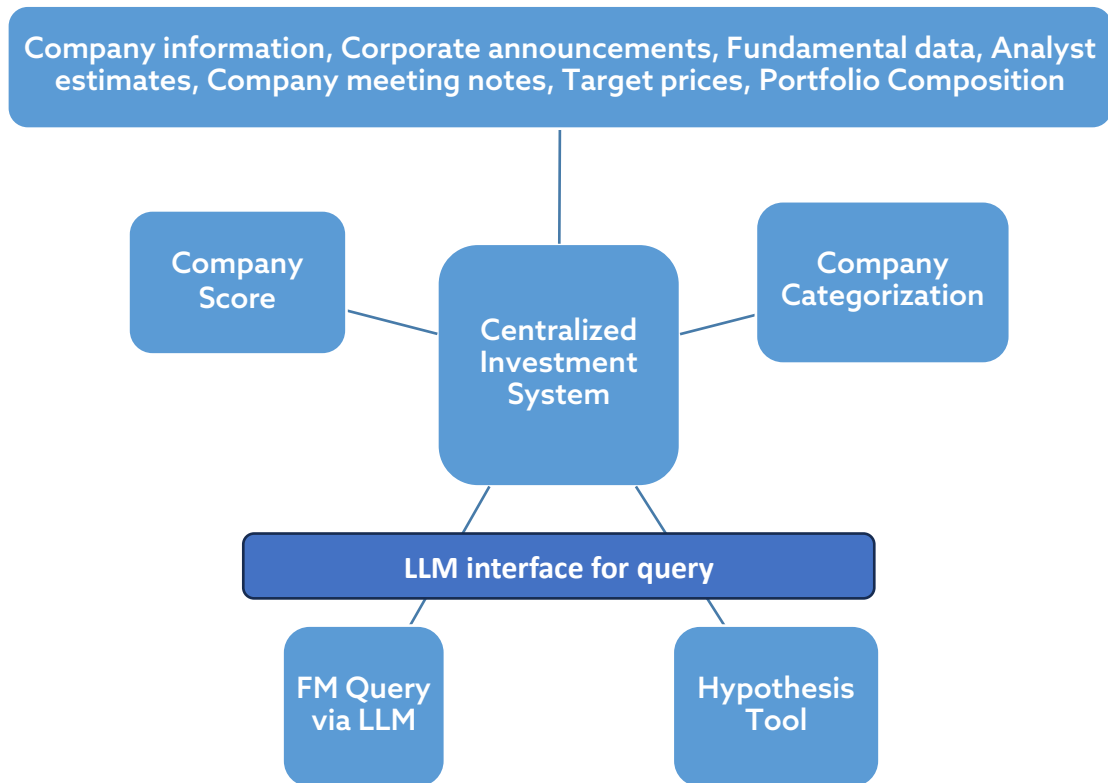 Company information, Corporate announcements, Fundamental data, Analyst
estimates, Company meeting notes, Target prices, Portfolio Composition
Company
Score
Company
Categorization
Centralized
Investment
System
LLM interface for query
FM Query
via LLM
Hypothesis
Tool